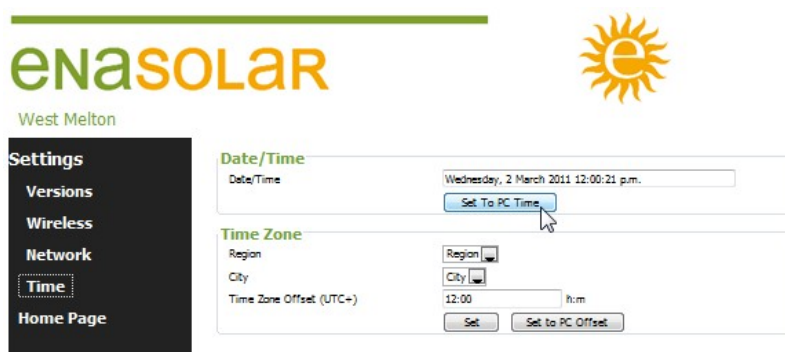 enasolar
e
West Melton
Settings
Versions
Wireless
Network
Time
Home Page
Date/Time
Date/Time Wednesday, 2 March 2011 12:00:21 p.m.
Set To PC Time
Time Zone
Region Region
City City
Time Zone Offset (UTC+) 12:00 h:m
Set Set to PC Offset